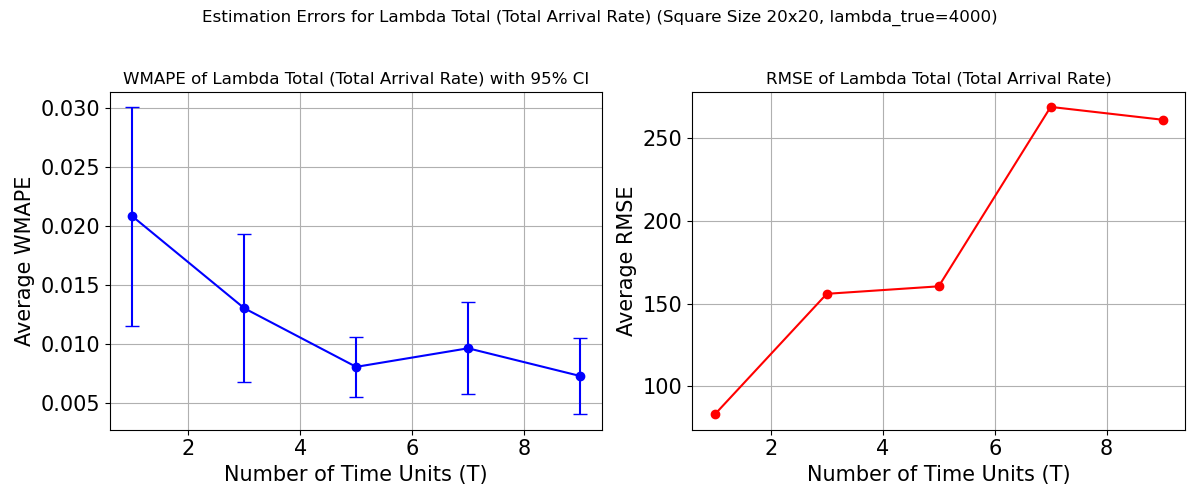 Estimation Errors for Lambda Total (Total Arrival Rate) (Square Size 20x20, lambda_true=4000)
WMAPE of Lambda Total (Total Arrival Rate) with 95% CI
Average WMAPE
0.030
0.025
0.020
0.015
0.010
0.005
2 4 6 8
Number of Time Units (T)
RMSE of Lambda Total (Total Arrival Rate)
Average RMSE
250
200
150
100
2 4 6 8
Number of Time Units (T)